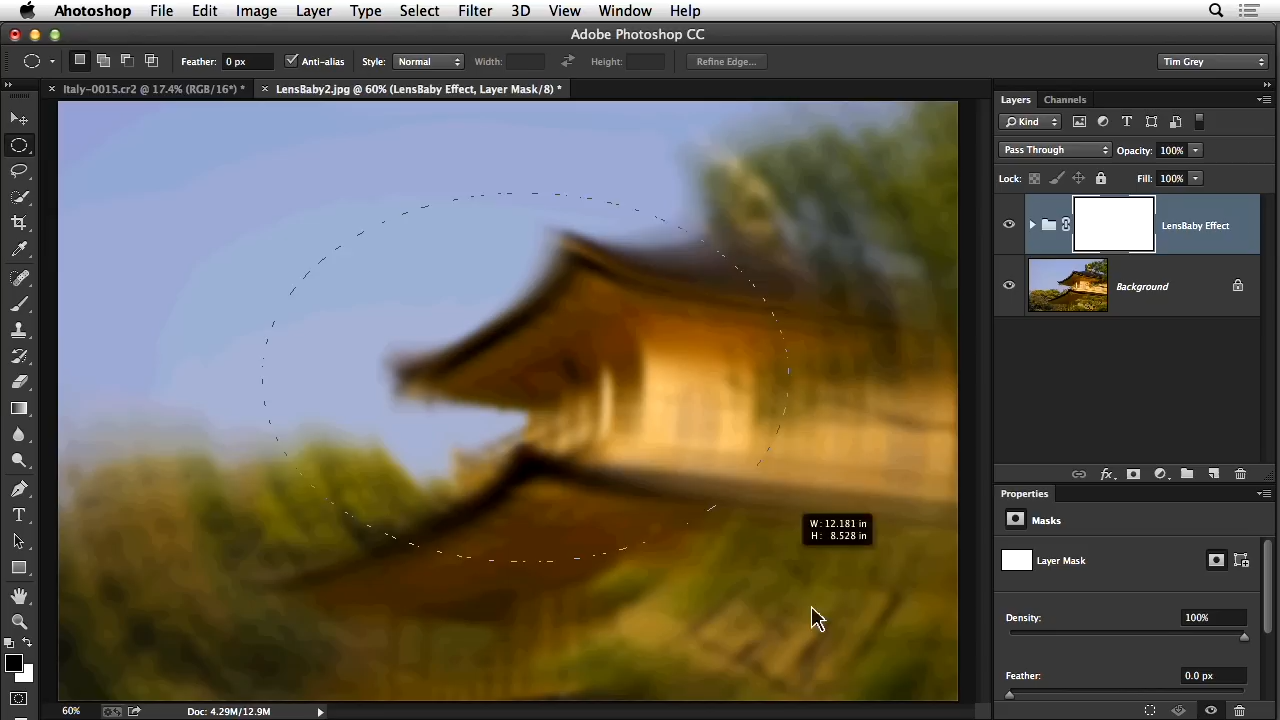 Ahotoshop File Edit Image Layer Type Select Filter 3D View Window Help
Adobe Photoshop CC
Feather: 0 px Anti-alias Style: Normal Width: Height: Refine Edge... Tim Grey
Italy-0015.cr2 @ 17.4% (RGB/16*) * LensBaby2.jpg @ 60% (LensBaby Effect, Layer Mask/8) *
Layers Channels
Kind
Pass Through Opacity: 100%
Lock: Fill: 100%
LensBaby Effect
Background
fx
Properties
Masks
W: 12.181 in
H: 8.528 in
Layer Mask
Density: 100%
Feather: 0.0 px
60% Doc: 4.29M/12.9M